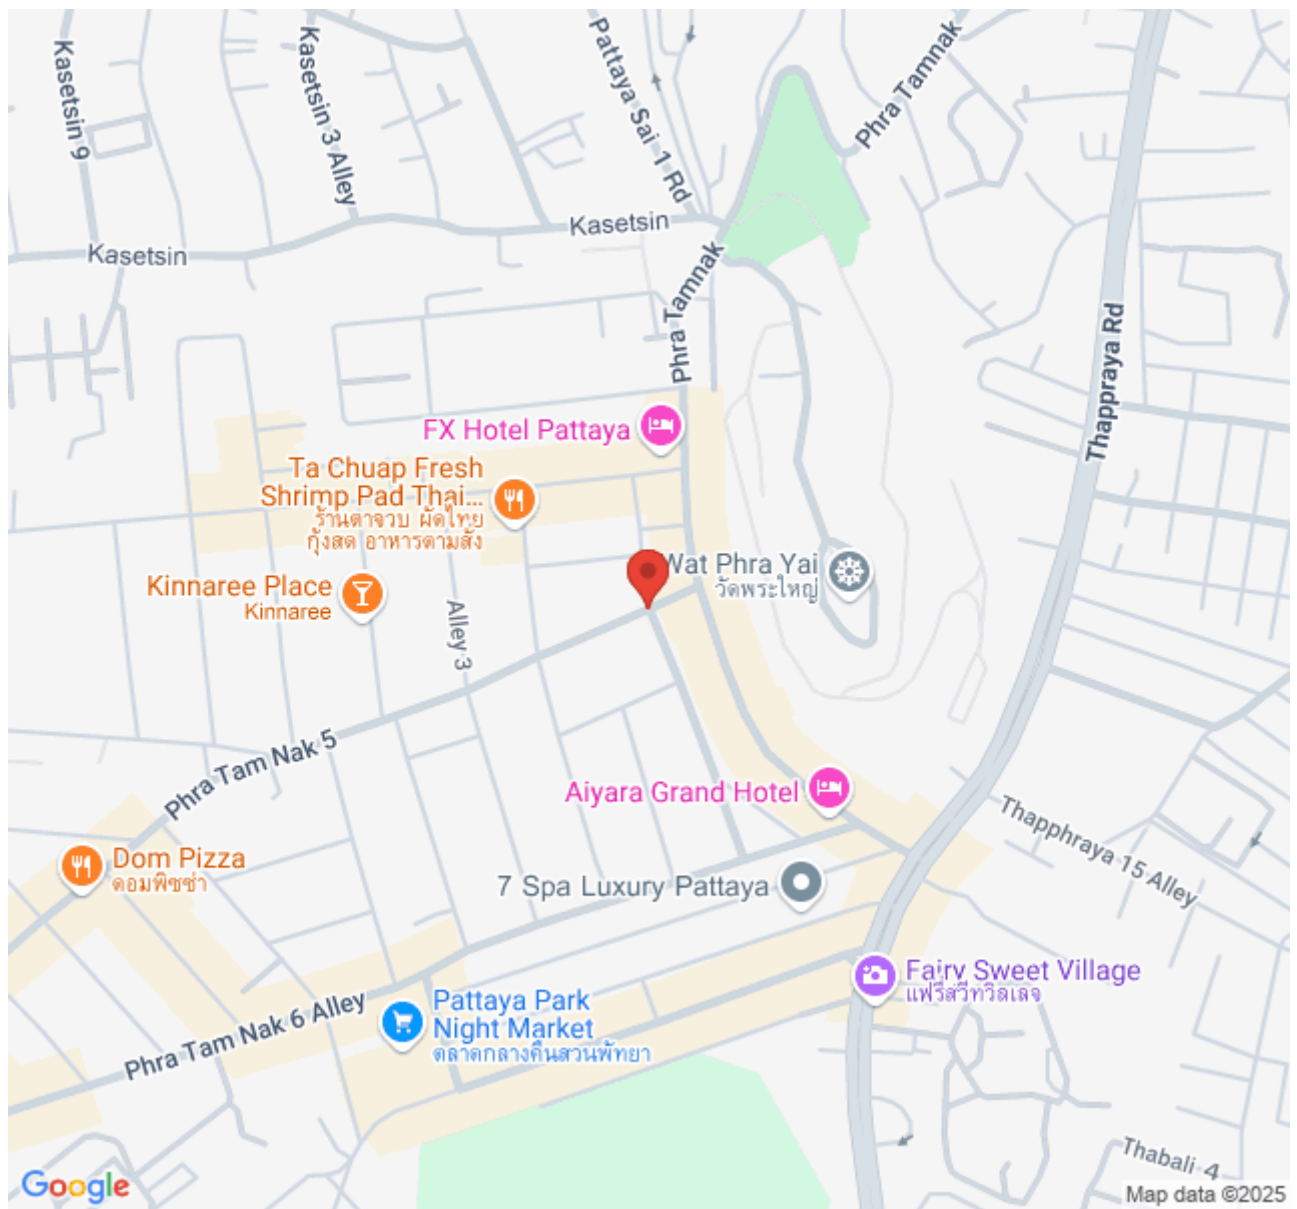 Kasetsin 9
Kasetsin 3 Alley
Pattaya Sai 1 Rd
Phra Tamnak
Kasetsin
Kasetsin
Phra Tamnak
Thappraya Rd
FX Hotel Pattaya
Ta Chuap Fresh
Shrimp Pad Thai...
ร้านตาจวบ ผัดไทย
กุ้งสด อาหารตามสั่ง
Wat Phra Yai
วัดพระใหญ่
Kinnaree Place
Kinnaree
Alley 3
Phra Tam Nak 5
Aiyara Grand Hotel
Thapphraya 15 Alley
Dom Pizza
ดอมพิซซ่า
7 Spa Luxury Pattaya
Fairy Sweet Village
แฟรี่สวีทวิลเลจ
Pattaya Park
Night Market
ตลาดกลางคืนสวนพัทยา
Phra Tam Nak 6 Alley
Thabali 4
Google
Map data ©2025